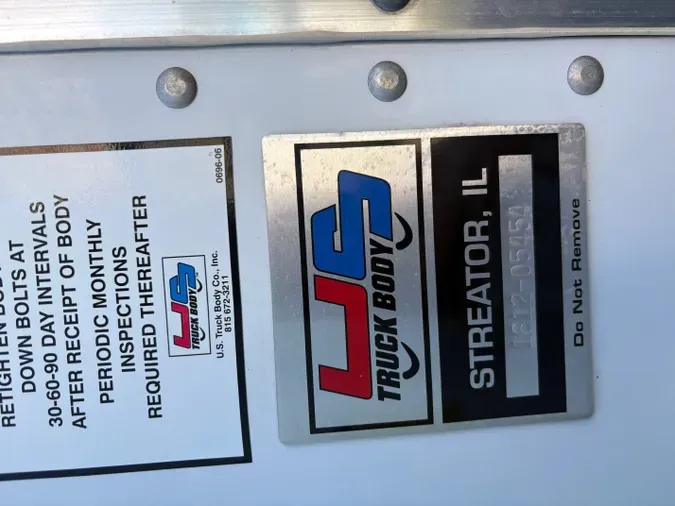 RETIGHTEN
DOWN BOLTS AT
30-60-90 DAY INTERVALS
AFTER RECEIPT OF BODY
PERIODIC MONTHLY
INSPECTIONS
REQUIRED THEREAFTER
US
TRUCK BODY
U.S. Truck Body Co., Inc.
815 672-3211
0696-06
US
TRUCK BODY
STREATOR, IL
1612-05454
Do Not Remove